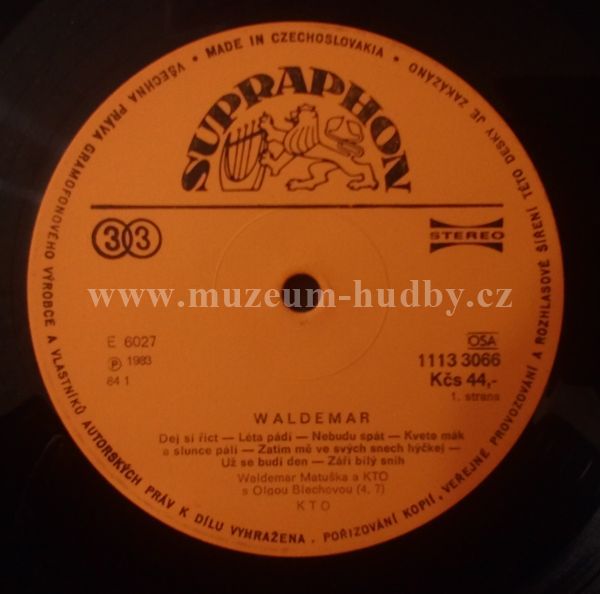 VŠECHNA PRÁVA GRAMOFONOVÉHO VÝROBCE A VLASTNÍKŮ AUTORSKÝCH PRÁV K DÍLU VYHRAŽENA. POŘIZOVÁNÍ KOPIÍ, VEŘEJNÉ PROVOZOVÁNÍ A ROZHLASOVÉ ŠÍŘENÍ TÉTO DESKY JE ZAKÁZÁNO • MADE IN CZECHOSLOVAKIA •
SUPRAPHON
33 STEREO
www.muzeum-hudby.cz
E 6027 OSA
℗ 1983 1113 3066
84 1 Kčs 44,-
1. strana
WALDEMAR
Dej si říct — Léta pádí — Nebudu spát — Kvete mák
a slunce pálí — Zatím mě ve svých snech hýčkej —
Už se budí den — Září bílý sníh
Waldemar Matuška a KTO
s Olgou Blechovou (4, 7)
KTO